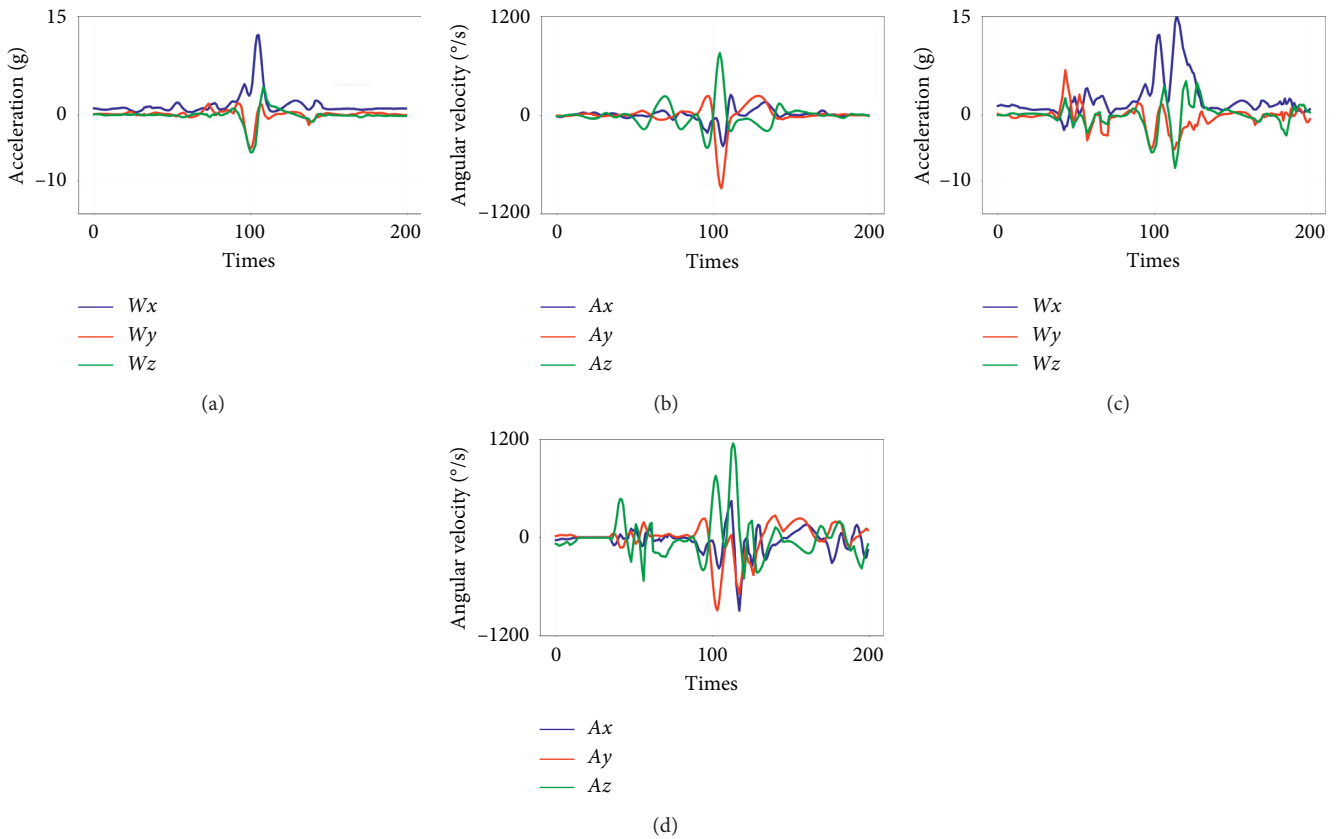 15
0
−10
Acceleration (g)
0 100 200
Times
Wx
Wy
Wz
(a)
1200
0
−1200
Angular velocity (°/s)
0 100 200
Times
Ax
Ay
Az
(b)
15
0
−10
Acceleration (g)
0 100 200
Times
Wx
Wy
Wz
(c)
1200
0
−1200
Angular velocity (°/s)
0 100 200
Times
Ax
Ay
Az
(d)